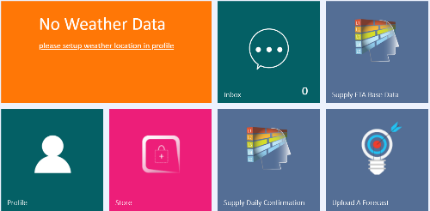 No Weather Data
please setup weather location in profile
Inbox
0
Supply ETA Base Data
Profile
Store
Supply Daily Confirmation
Upload A Forecast